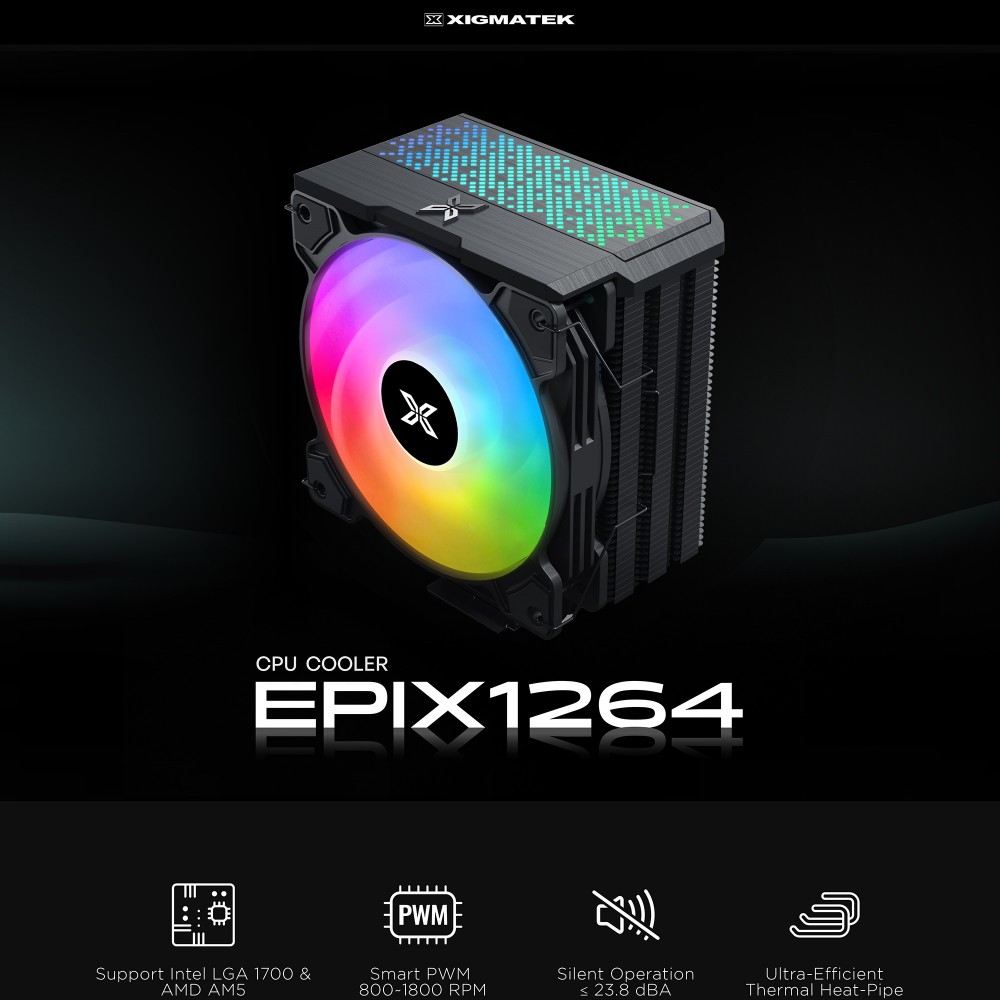 XIGMATEK
CPU COOLER
EPIX1264
PWM
Support Intel LGA 1700 &
AMD AM5
Smart PWM
800-1800 RPM
Silent Operation
≤ 23.8 dBA
Ultra-Efficient
Thermal Heat-Pipe